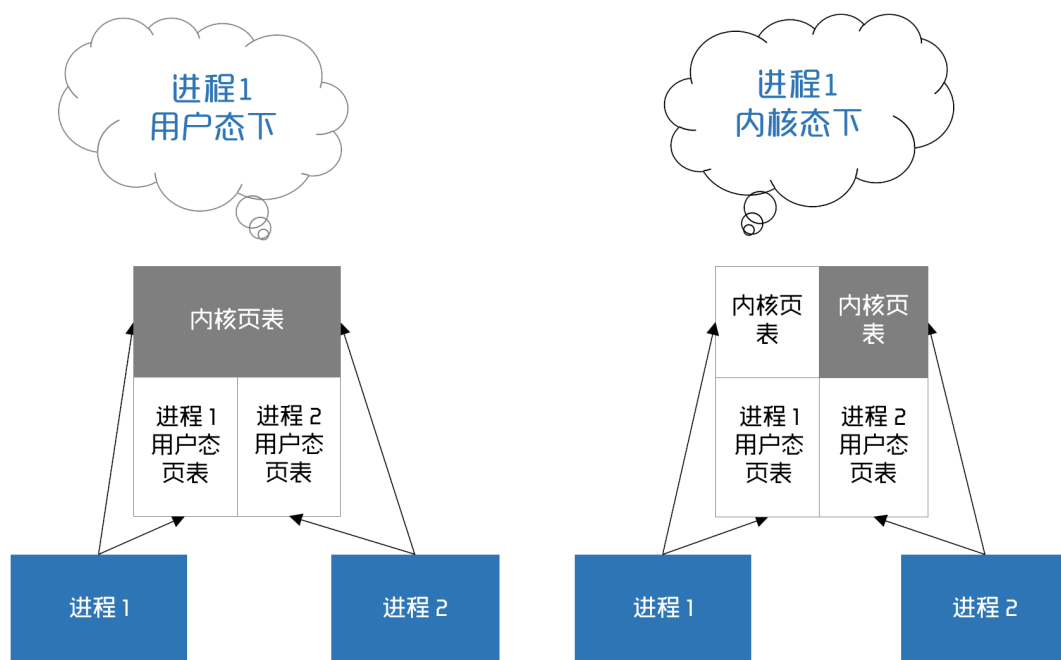 进程1
用户态下
进程1
内核态下
内核页表
内核页
表
内核页
表
进程 1
用户态
页表
进程 2
用户态
页表
进程 1
用户态
页表
进程 2
用户态
页表
进程 1
进程 2
进程 1
进程 2